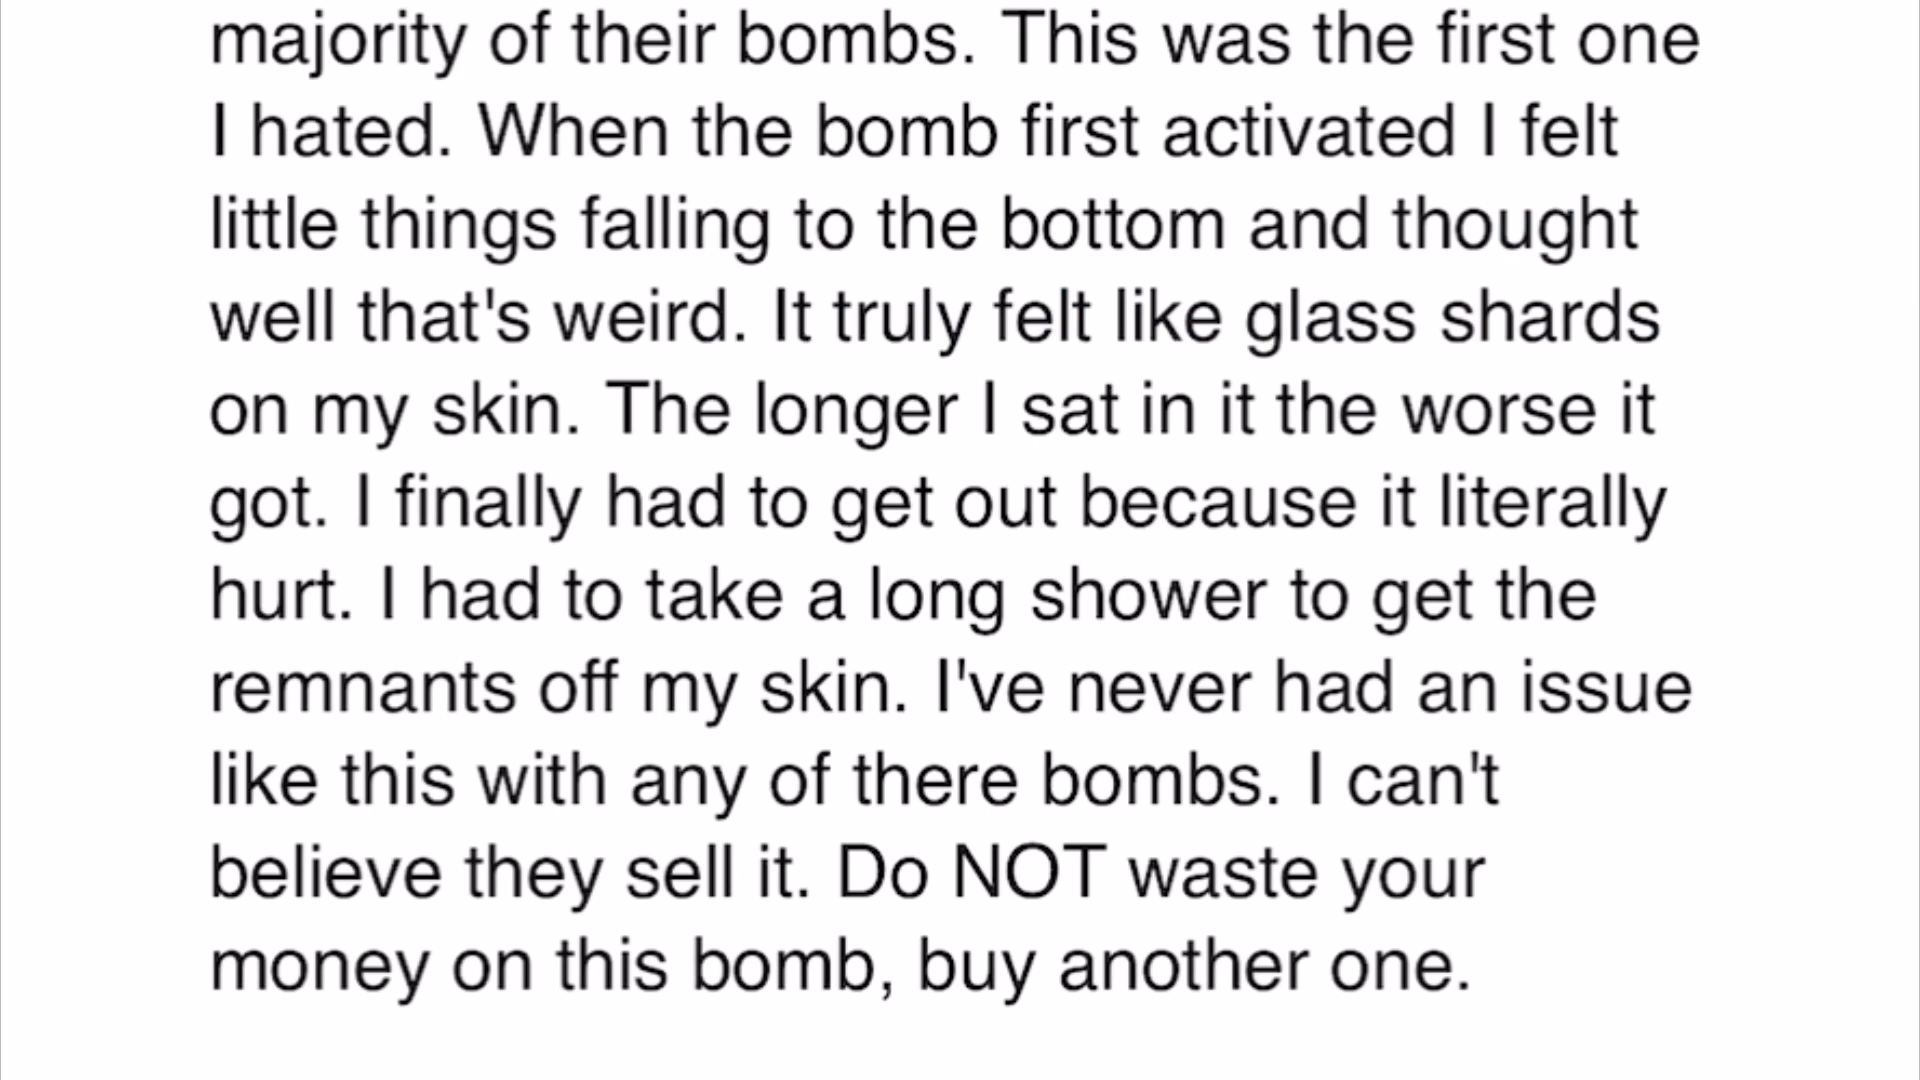 majority of their bombs. This was the first one
I hated. When the bomb first activated I felt
little things falling to the bottom and thought
well that's weird. It truly felt like glass shards
on my skin. The longer I sat in it the worse it
got. I finally had to get out because it literally
hurt. I had to take a long shower to get the
remnants off my skin. I've never had an issue
like this with any of there bombs. I can't
believe they sell it. Do NOT waste your
money on this bomb, buy another one.